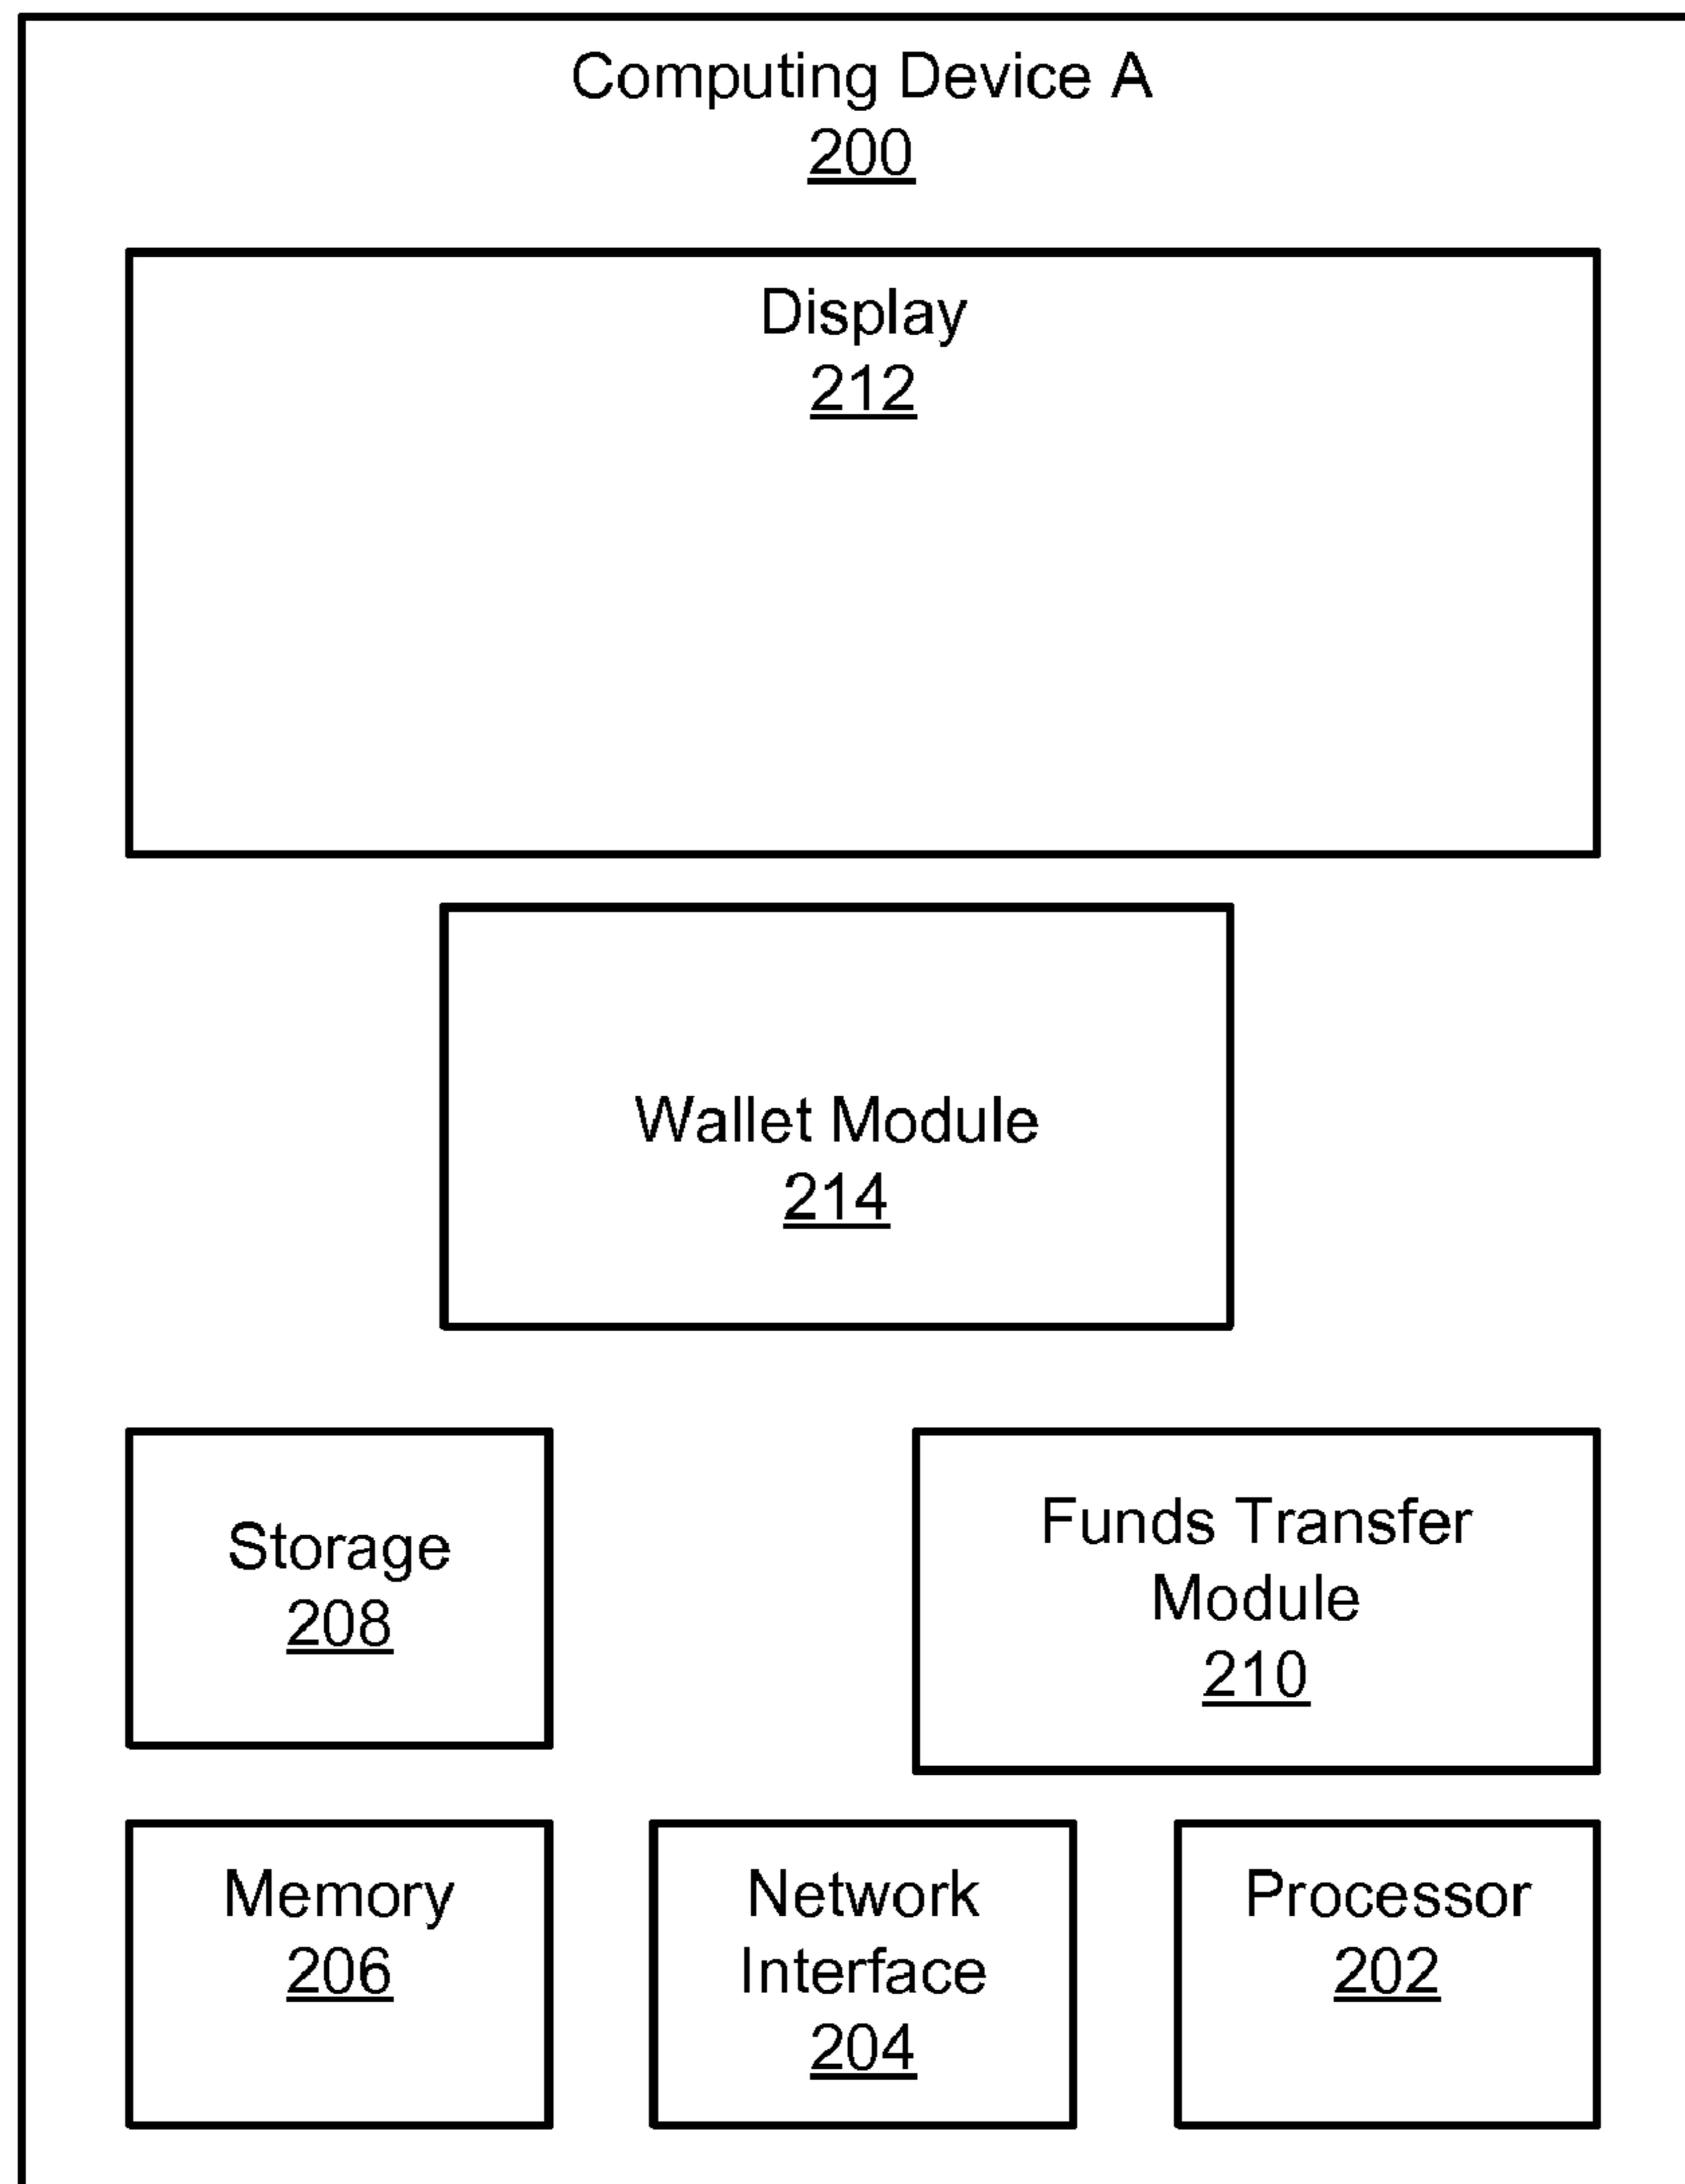 Computing Device A
200
Display
212
Wallet Module
214
Storage
208
Funds Transfer
Module
210
Memory
206
Network
Interface
204
Processor
202